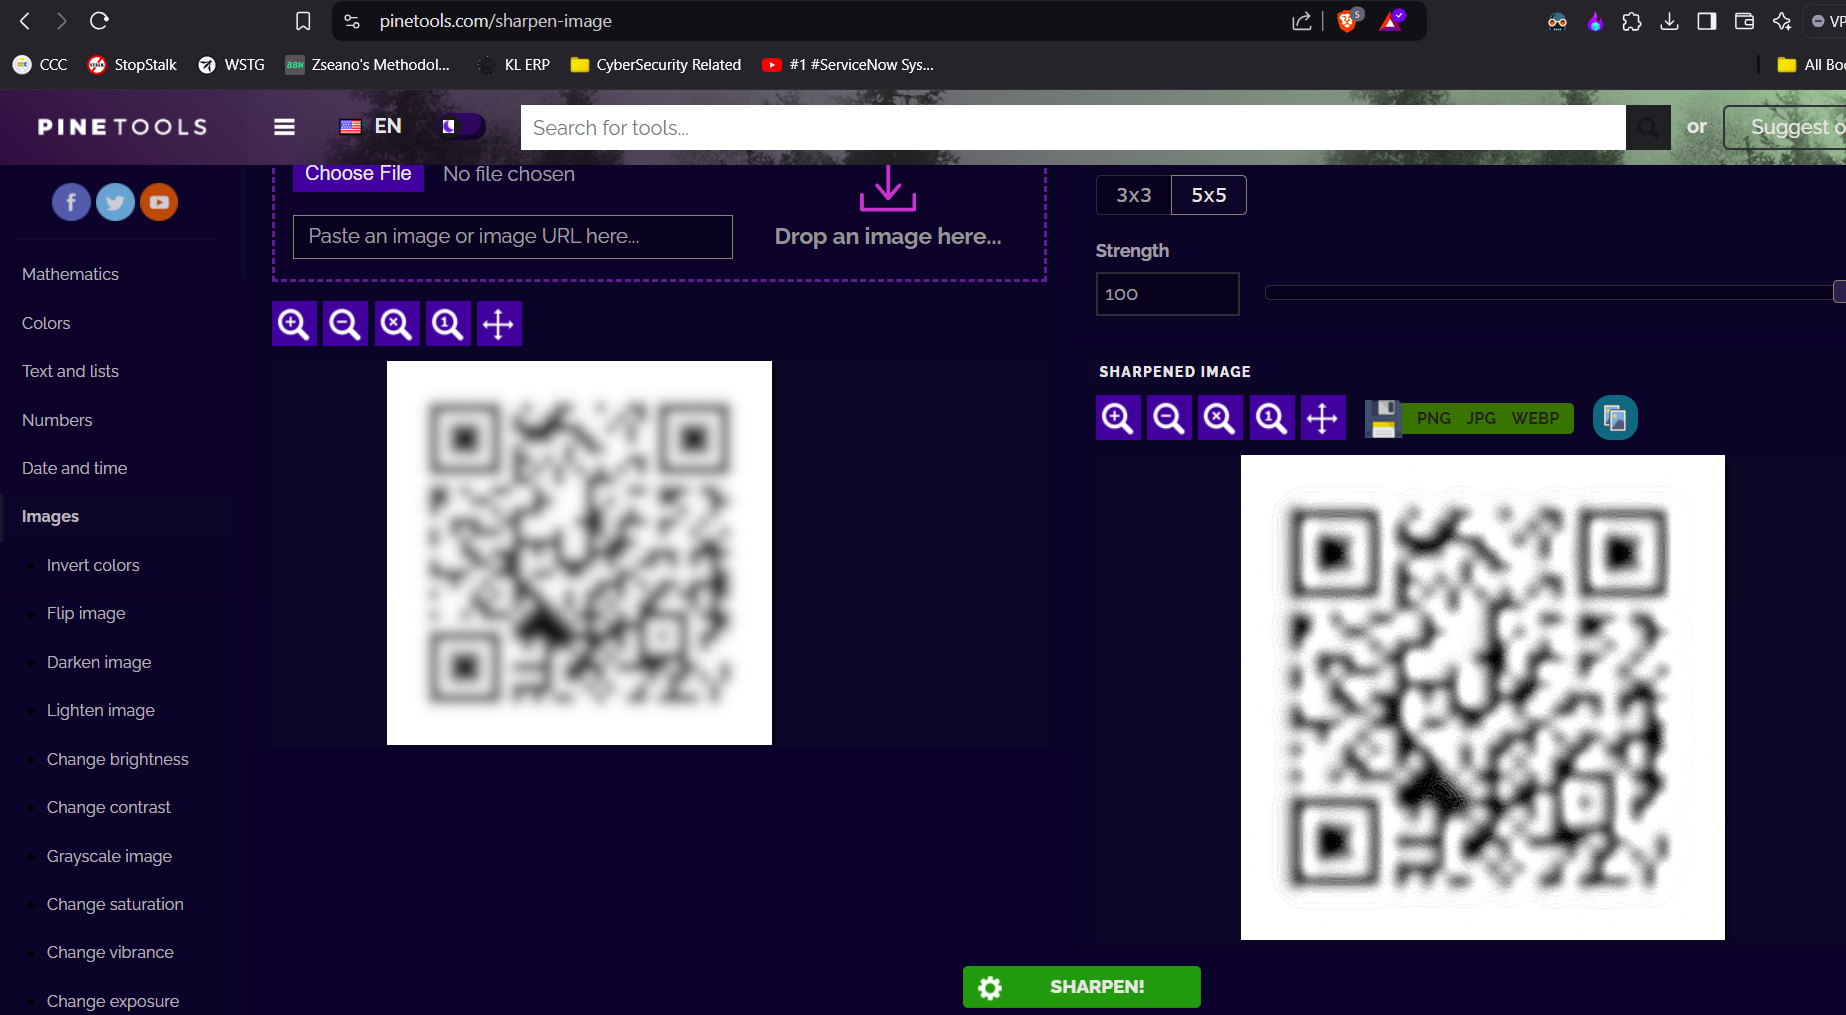 pinetools.com/sharpen-image
5
VP
CCC
StopStalk
WSTG
BBH
Zseano's Methodol...
KL ERP
CyberSecurity Related
#1 #ServiceNow Sys...
All Boo
PINETOOLS
EN
Search for tools...
or
Suggest o
Choose File
No file chosen
Paste an image or image URL here...
Drop an image here...
3x3
5x5
Strength
100
Mathematics
Colors
Text and lists
Numbers
Date and time
Images
Invert colors
Flip image
Darken image
Lighten image
Change brightness
Change contrast
Grayscale image
Change saturation
Change vibrance
Change exposure
SHARPENED IMAGE
PNG JPG WEBP
SHARPEN!